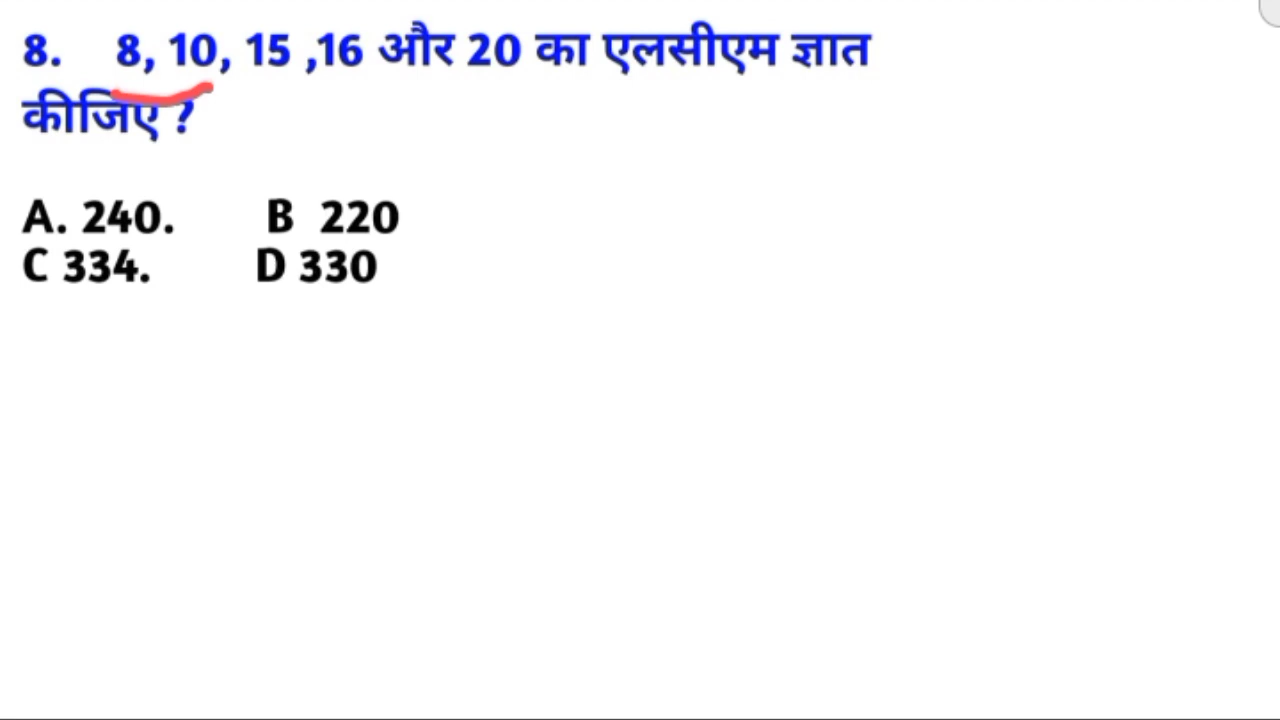 8. 8, 10, 15 ,16 और 20 का एलसीएम ज्ञात
कीजिए ?
A. 240. B 220
C 334. D 330